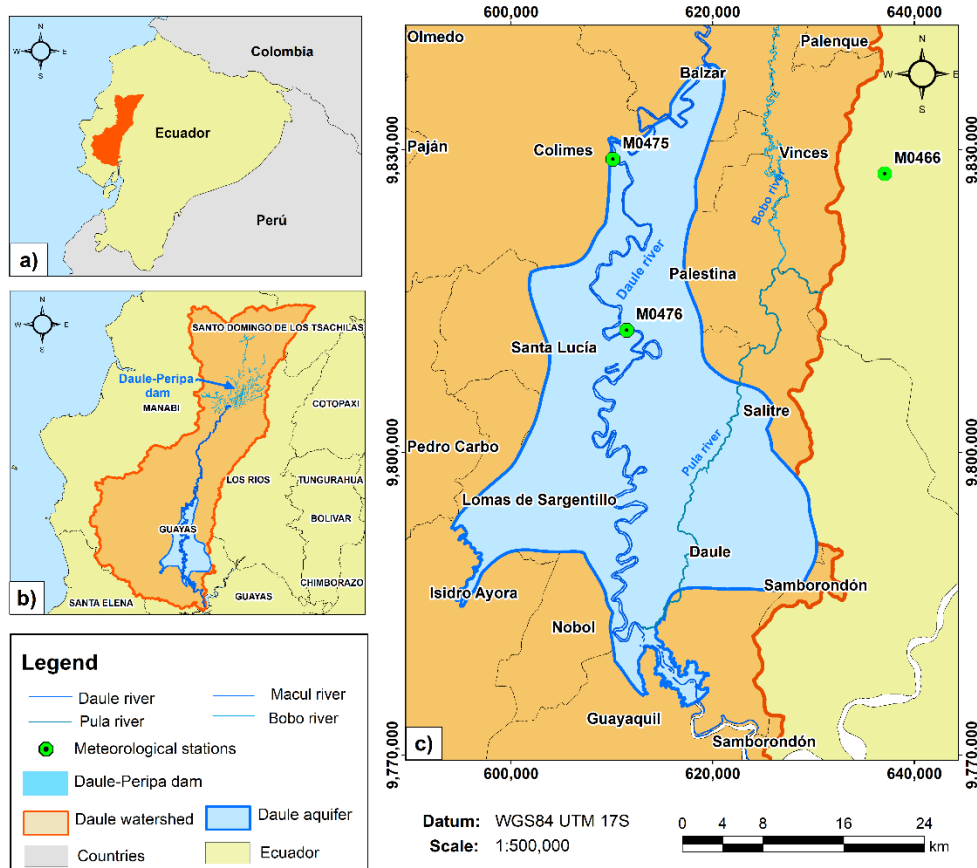 N
W E
S
Colombia
Ecuador
Perú
a)
N
W E
S
SANTO DOMINGO DE LOS TSACHILAS
Daule-Peripa
dam
MANABI
COTOPAXI
LOS RIOS
TUNGURAHUA
BOLIVAR
GUAYAS
CHIMBORAZO
SANTA ELENA
GUAYAS
b)
Legend
Daule river
Macul river
Pula river
Bobo river
Meteorological stations
Daule-Peripa dam
Daule watershed
Daule aquifer
Countries
Ecuador
600,000
620,000
640,000
Olmedo
Palenque
N
W E
S
Balzar
9,830,000
9,830,000
Paján
Colimes
M0475
Vinces
M0466
Bobo river
Daule river
Palestina
M0476
Santa Lucía
Salitre
Pedro Carbo
9,800,000
9,800,000
Pula river
Lomas de Sargentillo
Daule
Isidro Ayora
Samborondón
Nobol
Guayaquil
Samborondón
c)
9,770,000
9,770,000
600,000
620,000
640,000
Datum: WGS84 UTM 17S
Scale: 1:500,000
0 4 8 16 24
km